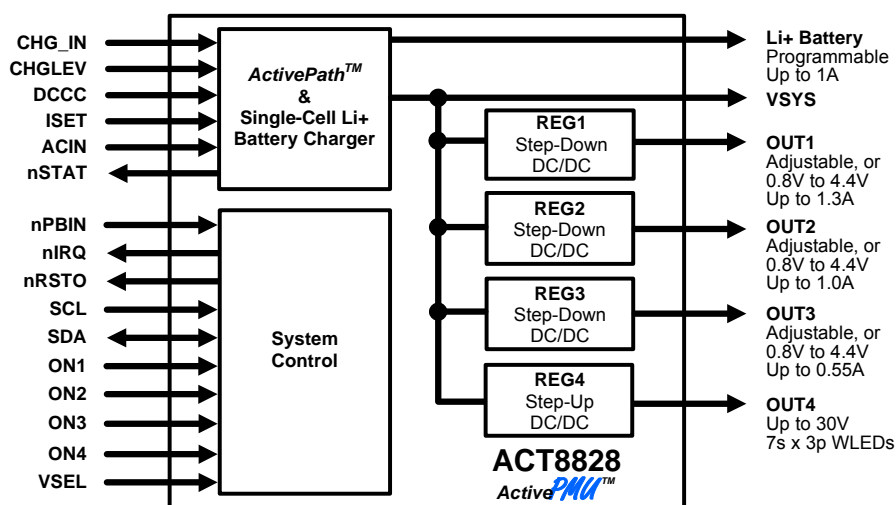 CHG_IN
CHGLEV
DCCC
ISET
ACIN
nSTAT
nPBIN
nIRQ
nRSTO
SCL
SDA
ON1
ON2
ON3
ON4
VSEL
ActivePath™
&
Single-Cell Li+
Battery Charger
System
Control
REG1
Step-Down
DC/DC
REG2
Step-Down
DC/DC
REG3
Step-Down
DC/DC
REG4
Step-Up
DC/DC
ACT8828
ActivePMU™
Li+ Battery
Programmable
Up to 1A
VSYS
OUT1
Adjustable, or
0.8V to 4.4V
Up to 1.3A
OUT2
Adjustable, or
0.8V to 4.4V
Up to 1.0A
OUT3
Adjustable, or
0.8V to 4.4V
Up to 0.55A
OUT4
Up to 30V
7s x 3p WLEDs